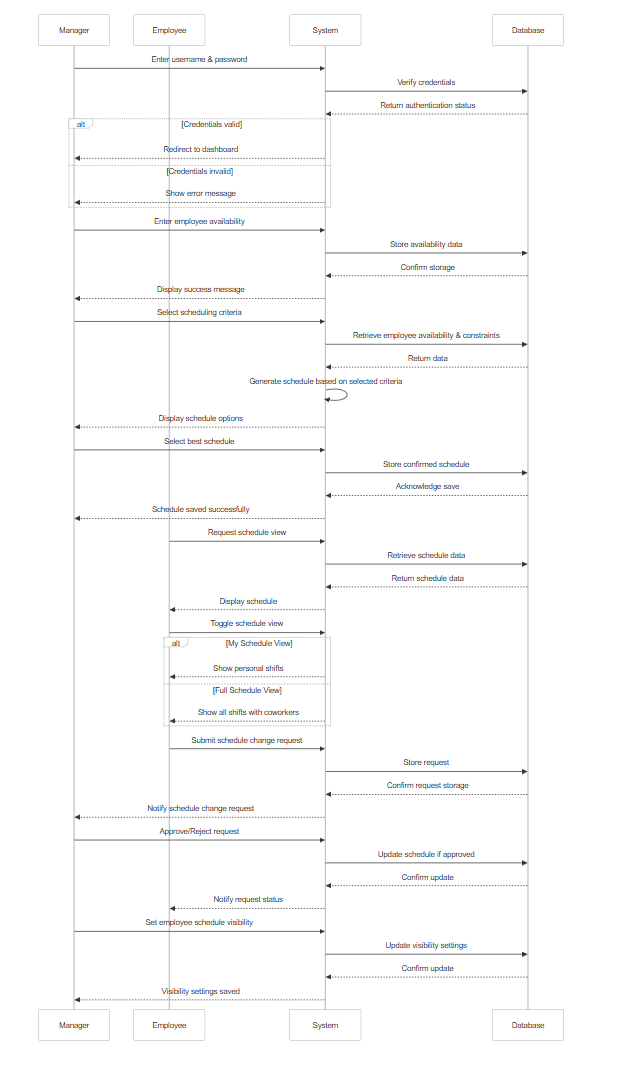 Manager Employee System Database
Enter username & password
Verify credentials
Return authentication status
alt [Credentials valid]
Redirect to dashboard
[Credentials invalid]
Show error message
Enter employee availability
Store availability data
Confirm storage
Display success message
Select scheduling criteria
Retrieve employee availability & constraints
Return data
Generate schedule based on selected criteria
Display schedule options
Select best schedule
Store confirmed schedule
Acknowledge save
Schedule saved successfully
Request schedule view
Retrieve schedule data
Return schedule data
Display schedule
Toggle schedule view
alt [My Schedule View]
Show personal shifts
[Full Schedule View]
Show all shifts with coworkers
Submit schedule change request
Store request
Confirm request storage
Notify schedule change request
Approve/Reject request
Update schedule if approved
Confirm update
Notify request status
Set employee schedule visibility
Update visibility settings
Confirm update
Visibility settings saved
Manager Employee System Database